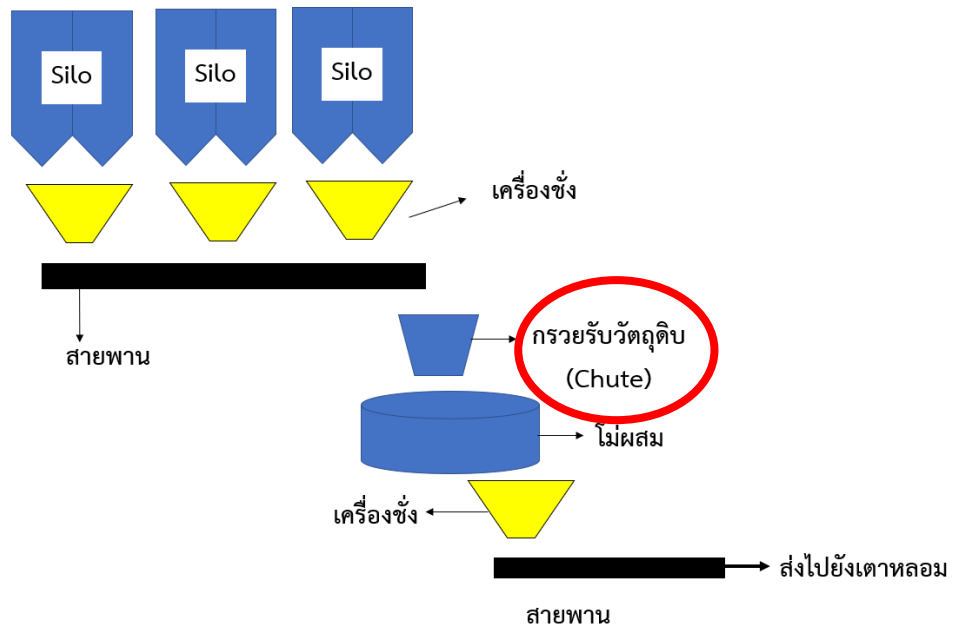 Silo
Silo
Silo
เครื่องชั่ง
สายพาน
กรวยรับวัตถุดิบ
(Chute)
โม่ผสม
เครื่องชั่ง
ส่งไปยังเตาหลอม
สายพาน